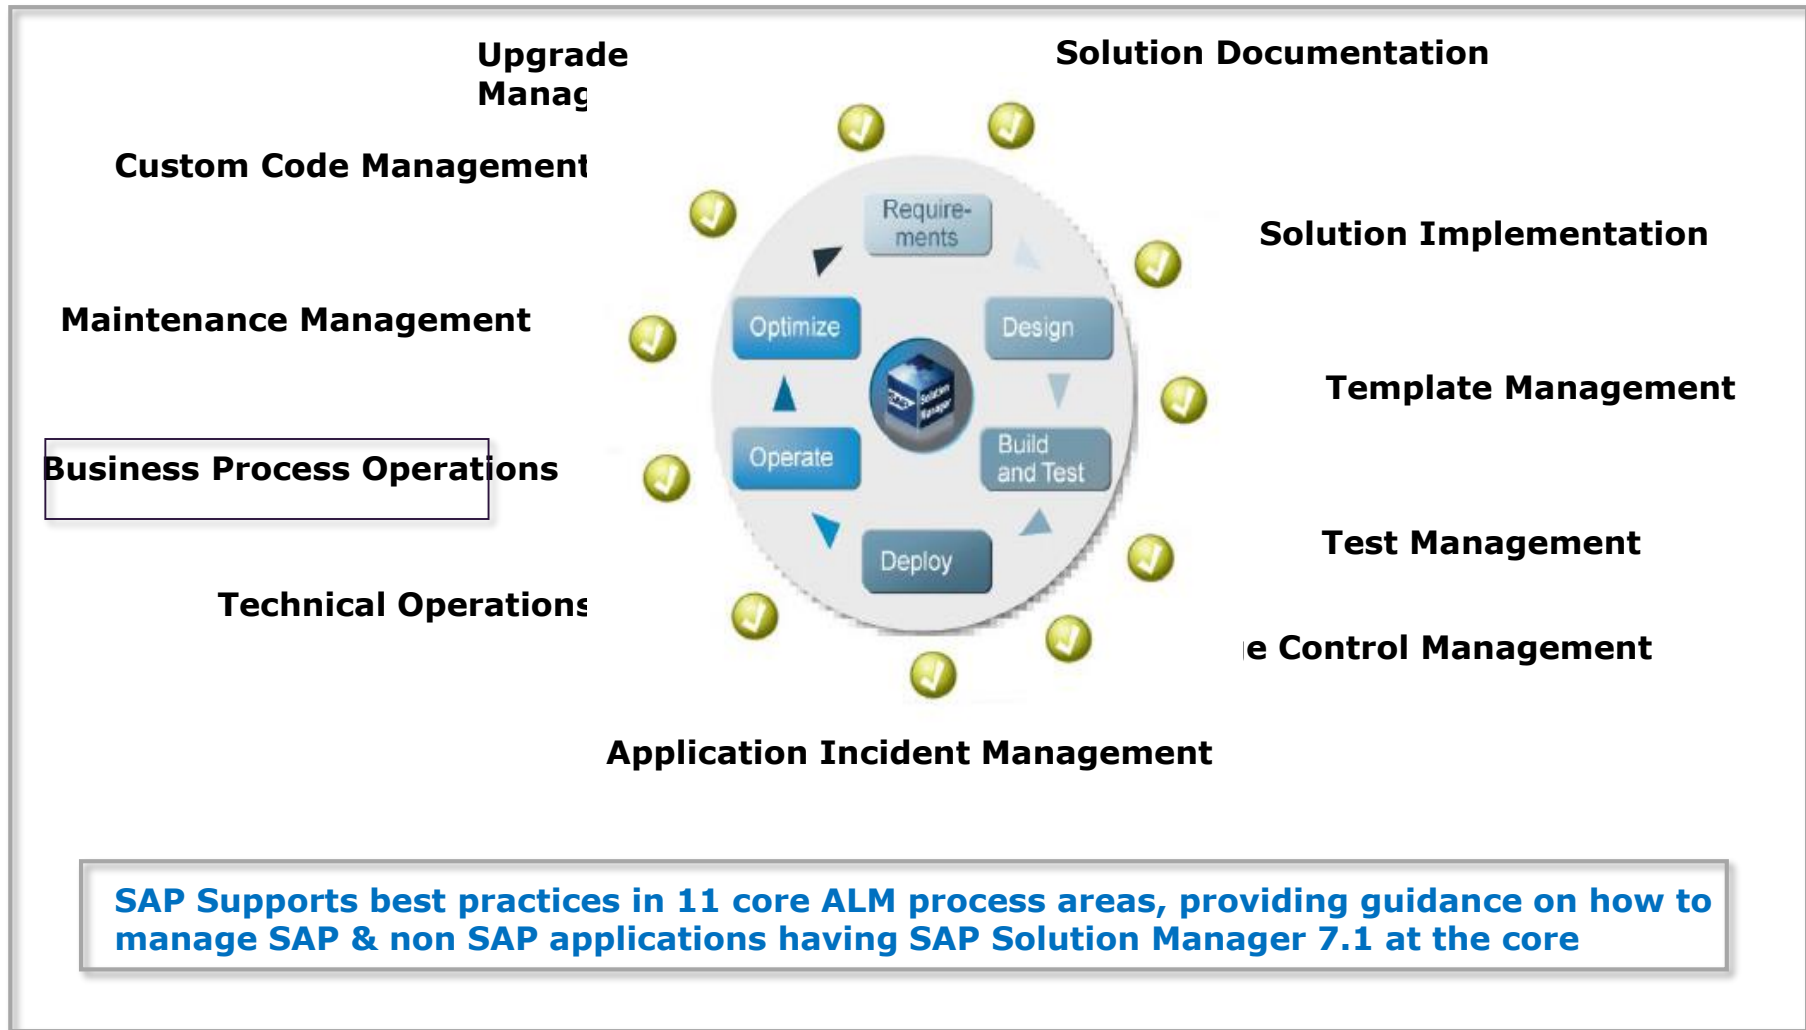 Upgrade
Manag
Solution Documentation
Custom Code Management
Require-
ments
Solution Implementation
Maintenance Management
Optimize
Design
SAP
Solution
Manager
Template Management
Business Process Operations
Operate
Build
and Test
Test Management
Deploy
Technical Operations
e Control Management
Application Incident Management
SAP Supports best practices in 11 core ALM process areas, providing guidance on how to
manage SAP & non SAP applications having SAP Solution Manager 7.1 at the core